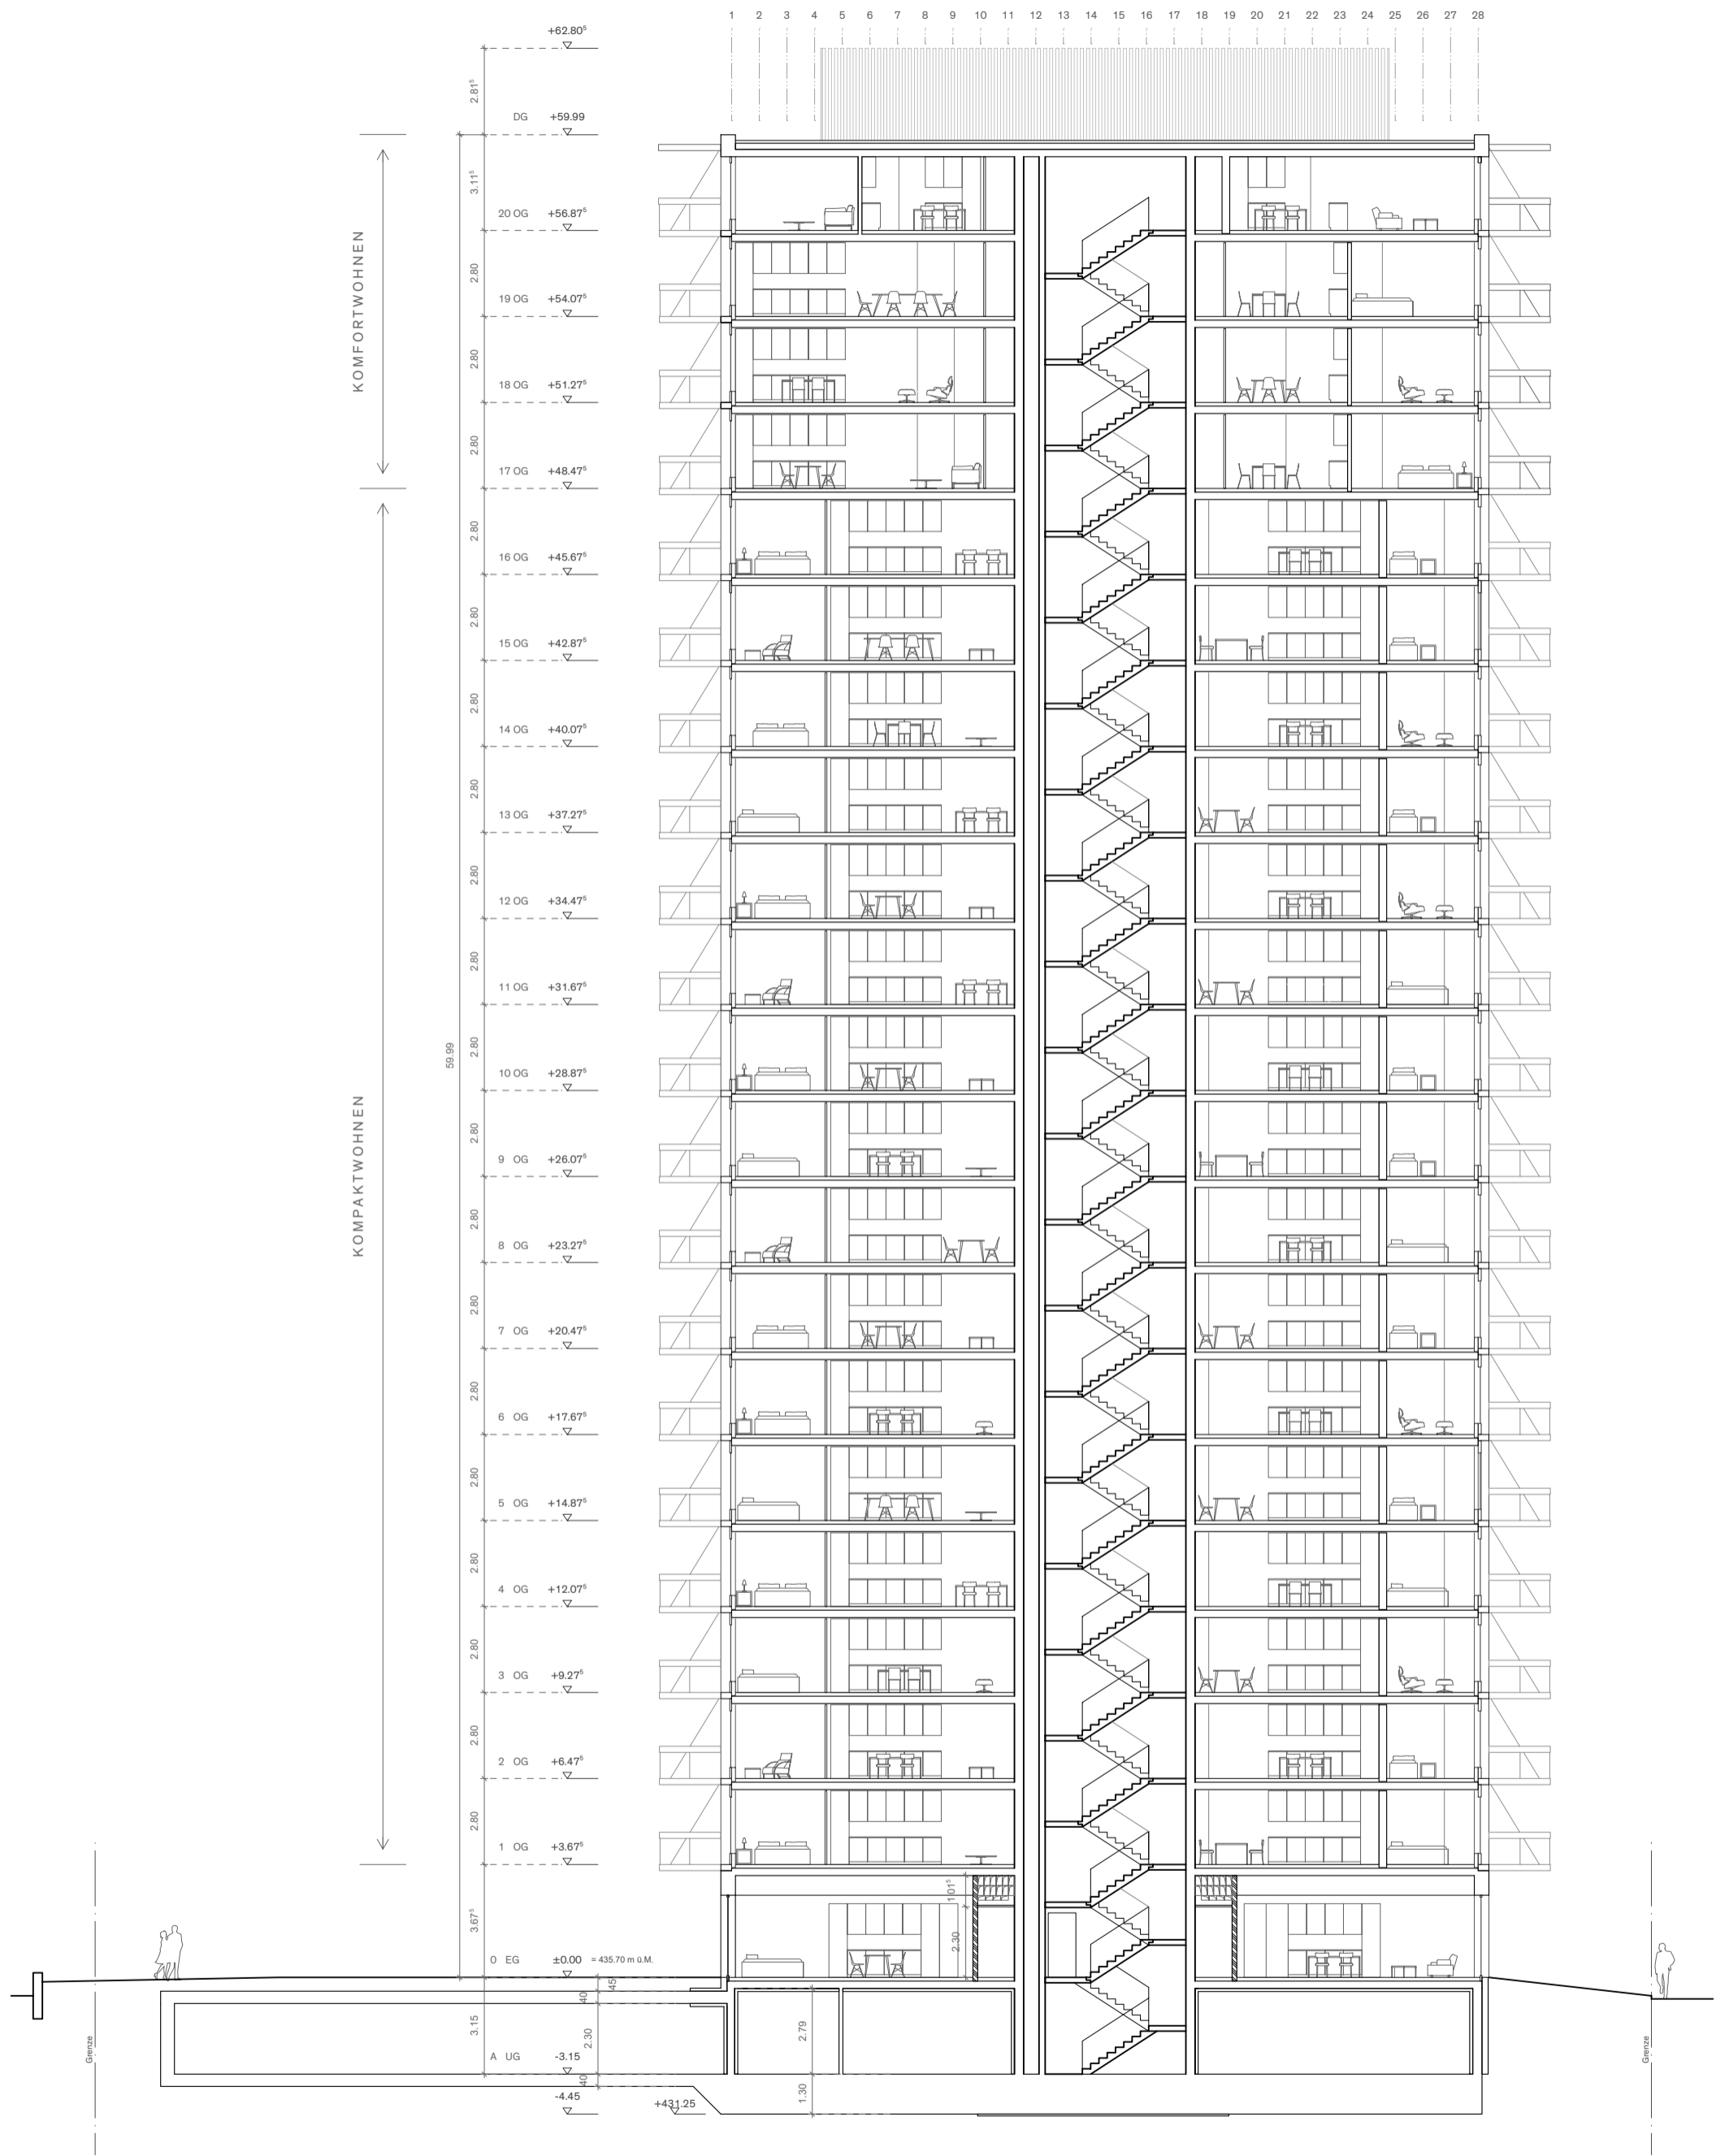 1 2 3 4 5 6 7 8 9 10 11 12 13 14 15 16 17 18 19 20 21 22 23 24 25 26 27 28
+62.80⁵
2.81⁵
DG +59.99
3.11⁵
20 OG +56.87⁵
2.80
19 OG +54.07⁵
KOMFORTWOHNEN
2.80
18 OG +51.27⁵
2.80
17 OG +48.47⁵
2.80
16 OG +45.67⁵
2.80
15 OG +42.87⁵
2.80
14 OG +40.07⁵
2.80
13 OG +37.27⁵
2.80
12 OG +34.47⁵
2.80
11 OG +31.67⁵
2.80
59.99
10 OG +28.87⁵
2.80
9 OG +26.07⁵
KOMPAKTWOHNEN
2.80
8 OG +23.27⁵
2.80
7 OG +20.47⁵
2.80
6 OG +17.67⁵
2.80
5 OG +14.87⁵
2.80
4 OG +12.07⁵
2.80
3 OG +9.27⁵
2.80
2 OG +6.47⁵
2.80
1 OG +3.67⁵
1.01⁵
3.67⁵
2.30
0 EG ±0.00 = 435.70 m ü.M.
45⁵
40
3.15
2.30
2.79
Grenze
Grenze
A UG -3.15
40
1.30
-4.45
+431.25